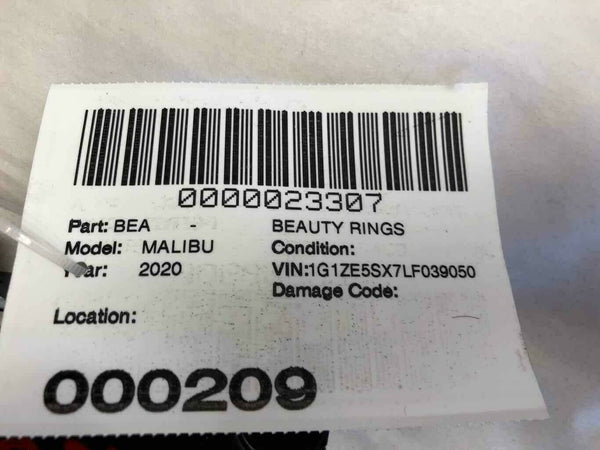 0000023307
Part: BEA - BEAUTY RINGS
Model: MALIBU Condition:
Year: 2020 VIN:1G1ZE5SX7LF039050
Damage Code:
Location:
000209